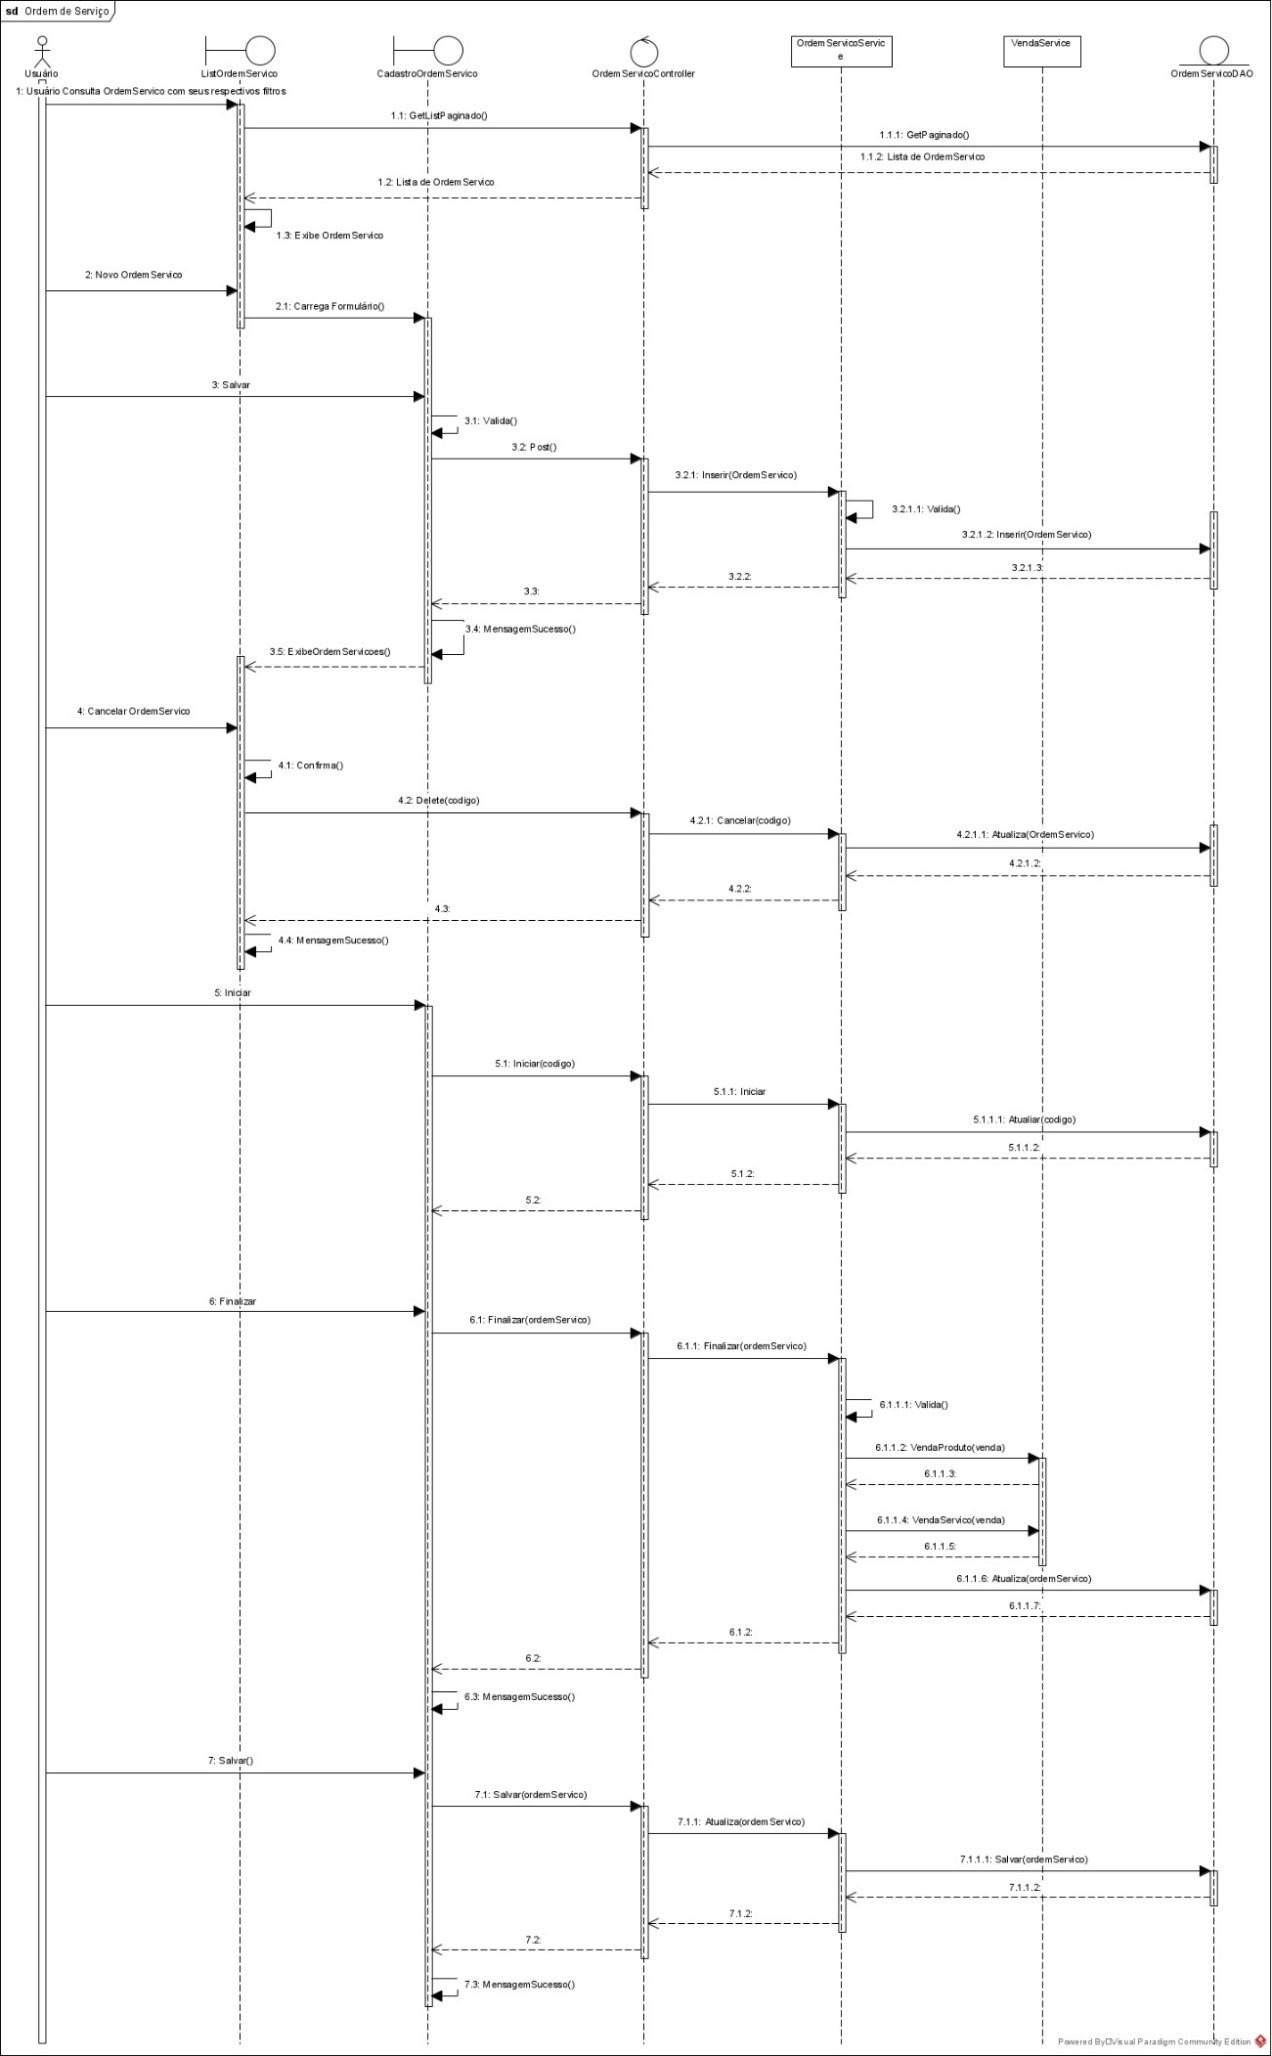 sd Ordem de Serviço
Usuário
ListOrdemServico
CadastroOrdemServico
OrdemServicoController
OrdemServicoServic
e
VendaService
OrdemServicoDAO
1: Usuário Consulta OrdemServico com seus respectivos filtros
1.1: GetListPaginado()
1.1.1: GetPaginado()
1.1.2: Lista de OrdemServico
1.2: Lista de OrdemServico
1.3: Exibe OrdemServico
2: Novo OrdemServico
2.1: Carrega Formulário()
3: Salvar
3.1: Valida()
3.2: Post()
3.2.1: Inserir(OrdemServico)
3.2.1.1: Valida()
3.2.1.2: Inserir(OrdemServico)
3.2.1.3:
3.2.2:
3.3:
3.4: MensagemSucesso()
3.5: ExibeOrdemServicoes()
4: Cancelar OrdemServico
4.1: Confirma()
4.2: Delete(codigo)
4.2.1: Cancelar(codigo)
4.2.1.1: Atualiza(OrdemServico)
4.2.1.2:
4.2.2:
4.3:
4.4: MensagemSucesso()
5: Iniciar
5.1: Iniciar(codigo)
5.1.1: Iniciar
5.1.1.1: Atualiar(codigo)
5.1.1.2:
5.1.2:
5.2:
6: Finalizar
6.1: Finalizar(ordemServico)
6.1.1: Finalizar(ordemServico)
6.1.1.1: Valida()
6.1.1.2: VendaProduto(venda)
6.1.1.3:
6.1.1.4: VendaServico(venda)
6.1.1.5:
6.1.1.6: Atualiza(ordemServico)
6.1.1.7:
6.1.2:
6.2:
6.3: MensagemSucesso()
7: Salvar()
7.1: Salvar(ordemServico)
7.1.1: Atualiza(ordemServico)
7.1.1.1: Salvar(ordemServico)
7.1.1.2:
7.1.2:
7.2:
7.3: MensagemSucesso()
Powered By□Visual Paradigm Community Edition